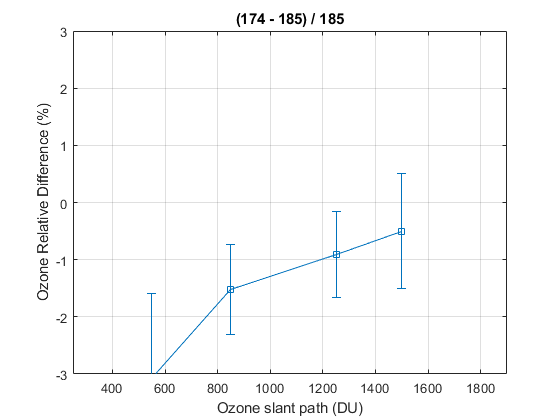 (174 - 185) / 185
Ozone Relative Difference (%)
3
2
1
0
-1
-2
-3
400 600 800 1000 1200 1400 1600 1800
Ozone slant path (DU)